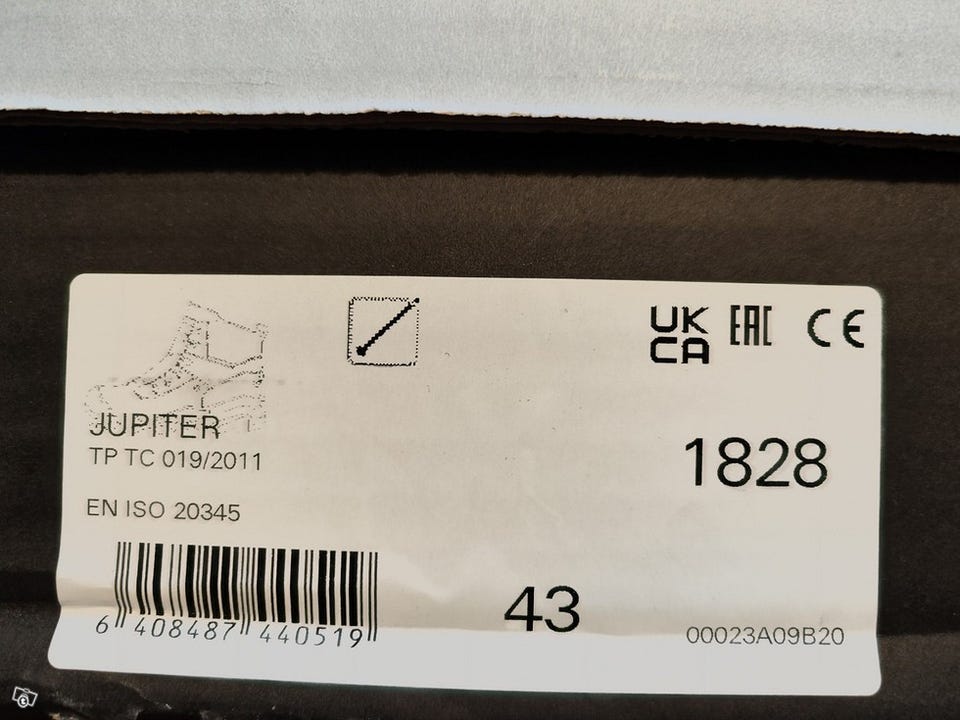 UK
CA
EAC
CE
JUPITER
TP TC 019/2011
1828
EN ISO 20345
6 408487 440519
43
00023A09B20
t